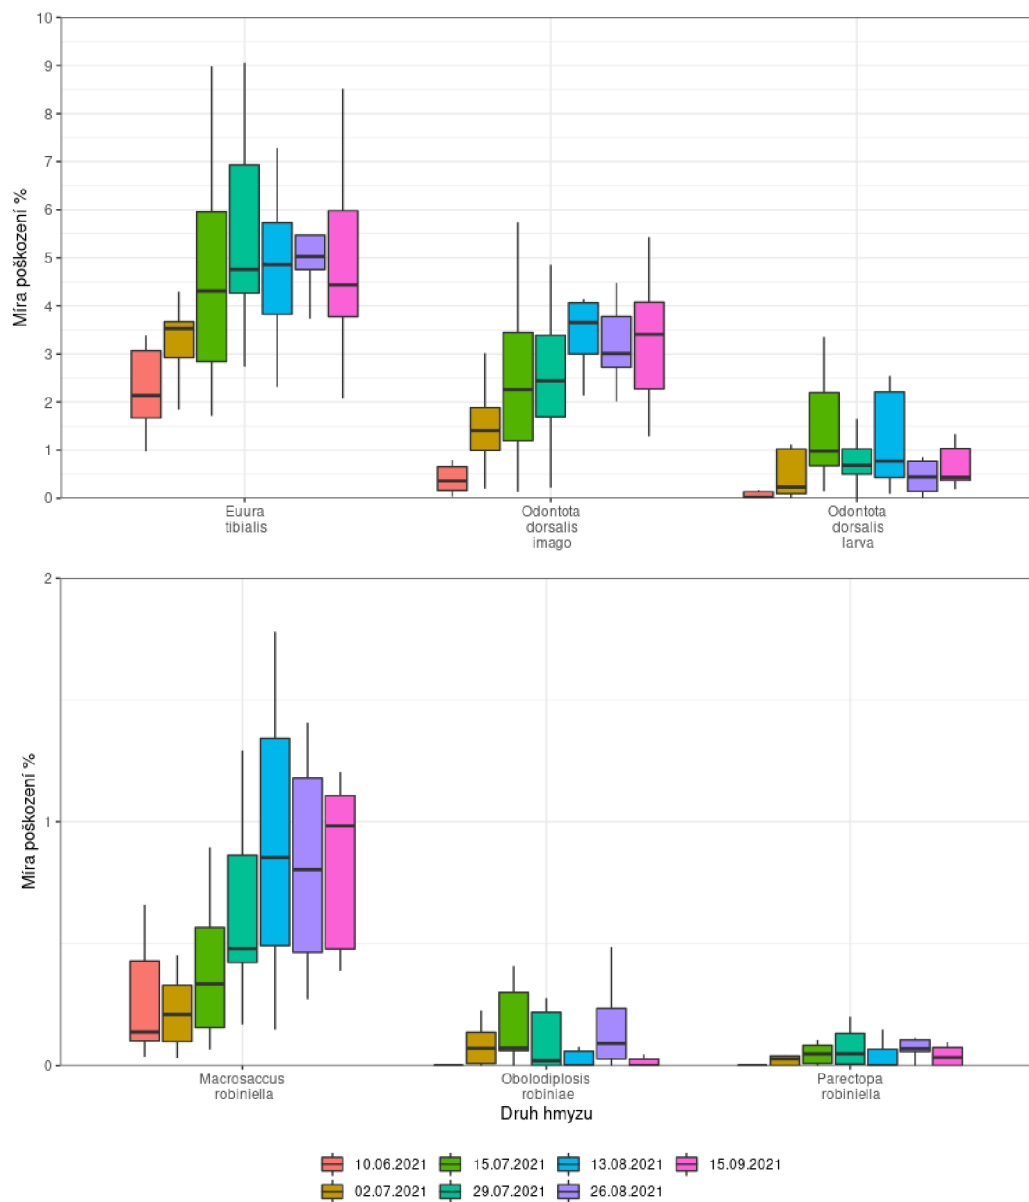 10
9
8
7
6
5
4
3
2
1
0
Míra poškození %
Euura
tibialis
Odontota
dorsalis
imago
Odontota
dorsalis
larva
2
1
0
Míra poškození %
Macrosaccus
robiniella
Obolodiplosis
robiniae
Parectopa
robiniella
Druh hmyzu
10.06.2021 15.07.2021 13.08.2021 15.09.2021
02.07.2021 29.07.2021 26.08.2021